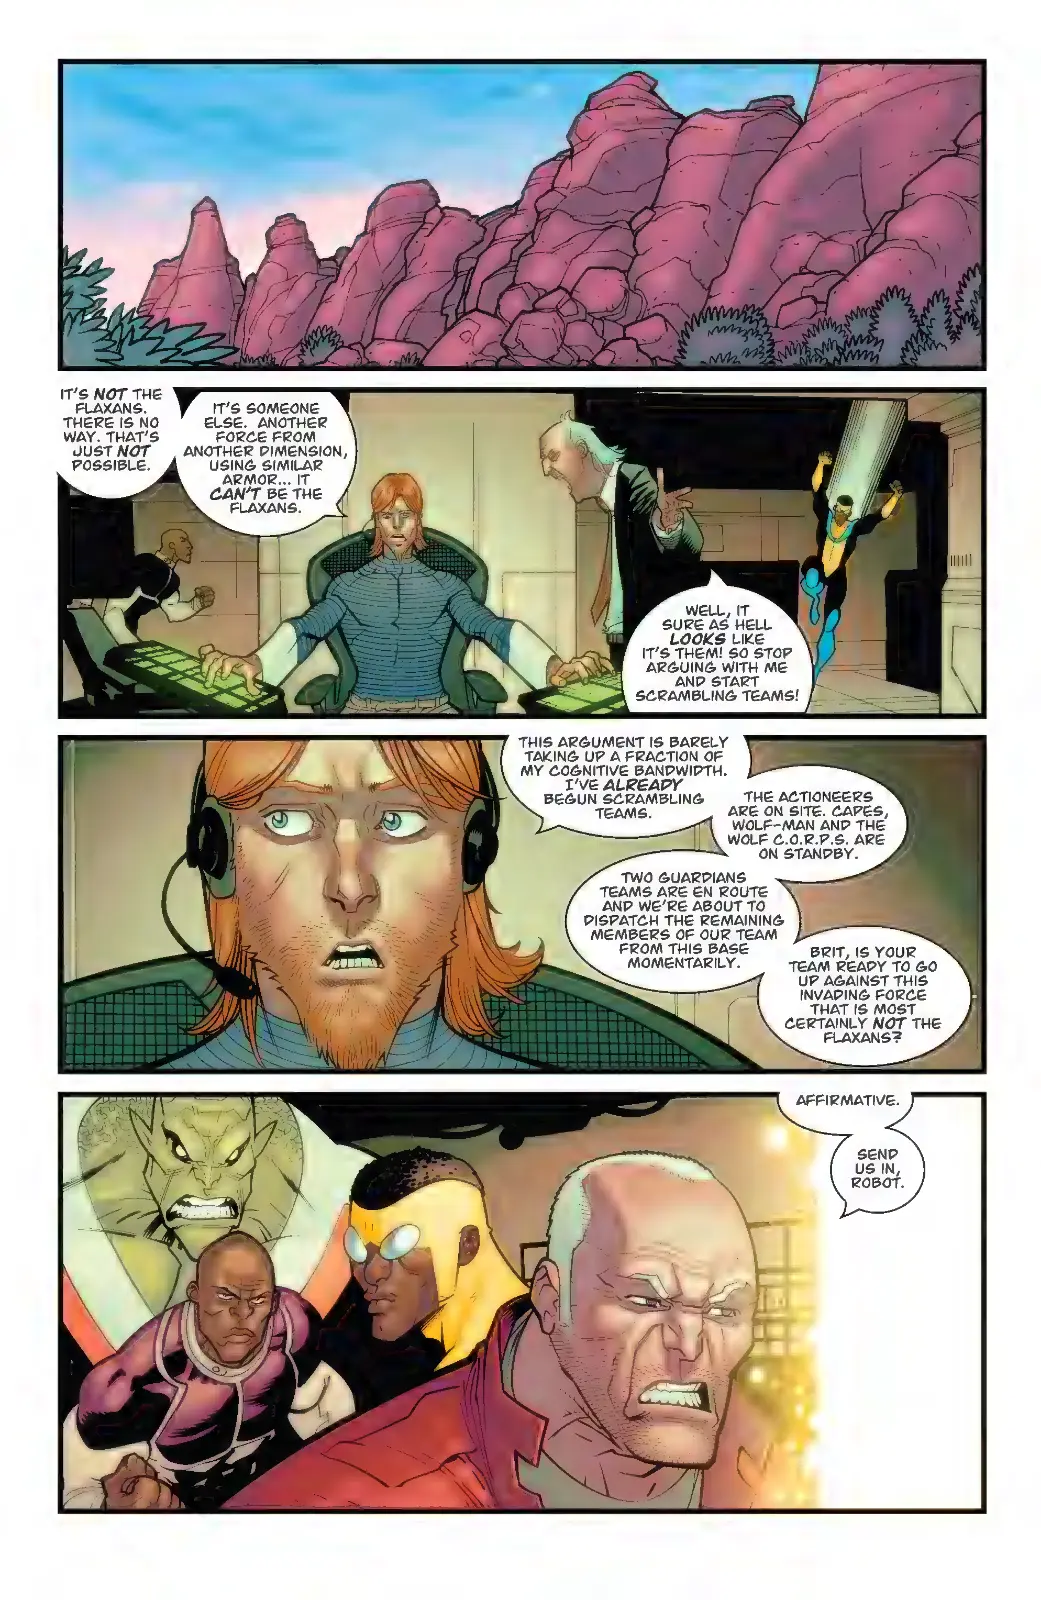 IT'S NOT THE
FLAXANS.
THERE IS NO
WAY. THAT'S
JUST NOT
POSSIBLE.
IT'S SOMEONE
ELSE. ANOTHER
FORCE FROM
ANOTHER DIMENSION,
USING SIMILAR
ARMOR... IT
CAN'T BE THE
FLAXANS.
WELL, IT
SURE AS HELL
LOOKS LIKE
IT'S THEM! SO STOP
ARGUING WITH ME
AND START
SCRAMBLING TEAMS!
THIS ARGUMENT IS BARELY
TAKING UP A FRACTION OF
MY COGNITIVE BANDWIDTH.
I'VE ALREADY
BEGUN SCRAMBLING
TEAMS.
THE ACTIONEERS
ARE ON SITE. CAPES,
WOLF-MAN AND THE
WOLF C.O.R.P.S. ARE
ON STANDBY.
TWO GUARDIANS
TEAMS ARE EN ROUTE
AND WE'RE ABOUT TO
DISPATCH THE REMAINING
MEMBERS OF OUR TEAM
FROM THIS BASE
MOMENTARILY.
BRIT, IS YOUR
TEAM READY TO GO
UP AGAINST THIS
INVADING FORCE
THAT IS MOST
CERTAINLY NOT THE
FLAXANS?
AFFIRMATIVE.
SEND
US IN,
ROBOT.